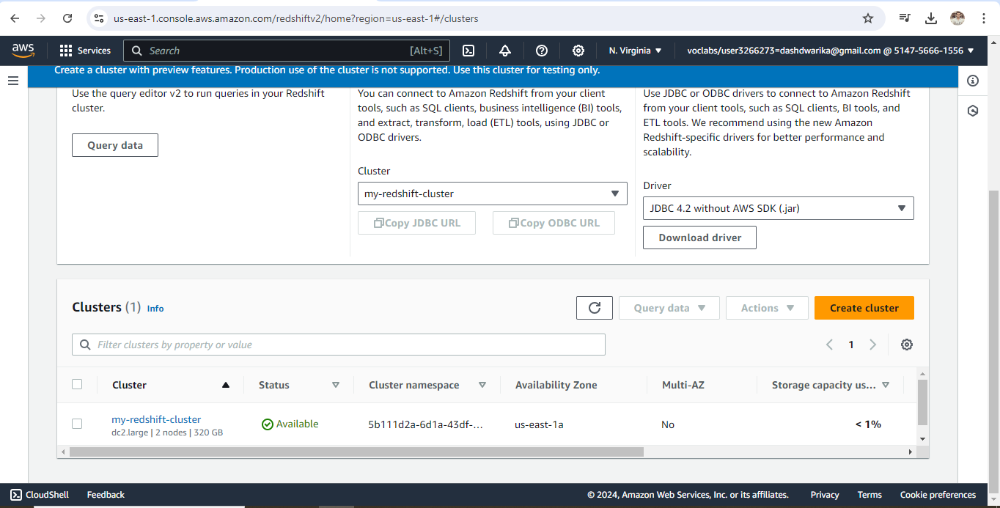 us-east-1.console.aws.amazon.com/redshiftv2/home?region=us-east-1#/clusters
aws
Services
Search
[Alt+S]
N. Virginia
voclabs/user3266273=dashdwarika@gmail.com @ 5147-5666-1556
Create a cluster with preview features. Production use of the cluster is not supported. Use this cluster for testing only.
Use the query editor v2 to run queries in your Redshift
cluster.
Query data
You can connect to Amazon Redshift from your client
tools, such as SQL clients, business intelligence (BI) tools,
and extract, transform, load (ETL) tools, using JDBC or
ODBC drivers.
Cluster
my-redshift-cluster
Copy JDBC URL
Copy ODBC URL
Use JDBC or ODBC drivers to connect to Amazon Redshift
from your client tools, such as SQL clients, BI tools, and
ETL tools. We recommend using the new Amazon
Redshift-specific drivers for better performance and
scalability.
Driver
JDBC 4.2 without AWS SDK (.jar)
Download driver
Clusters (1) Info
Query data
Actions
Create cluster
Filter clusters by property or value
1
Cluster
Status
Cluster namespace
Availability Zone
Multi-AZ
Storage capacity us...
my-redshift-cluster
dc2.large | 2 nodes | 320 GB
Available
5b111d2a-6d1a-43df-...
us-east-1a
No
< 1%
CloudShell
Feedback
© 2024, Amazon Web Services, Inc. or its affiliates.
Privacy
Terms
Cookie preferences